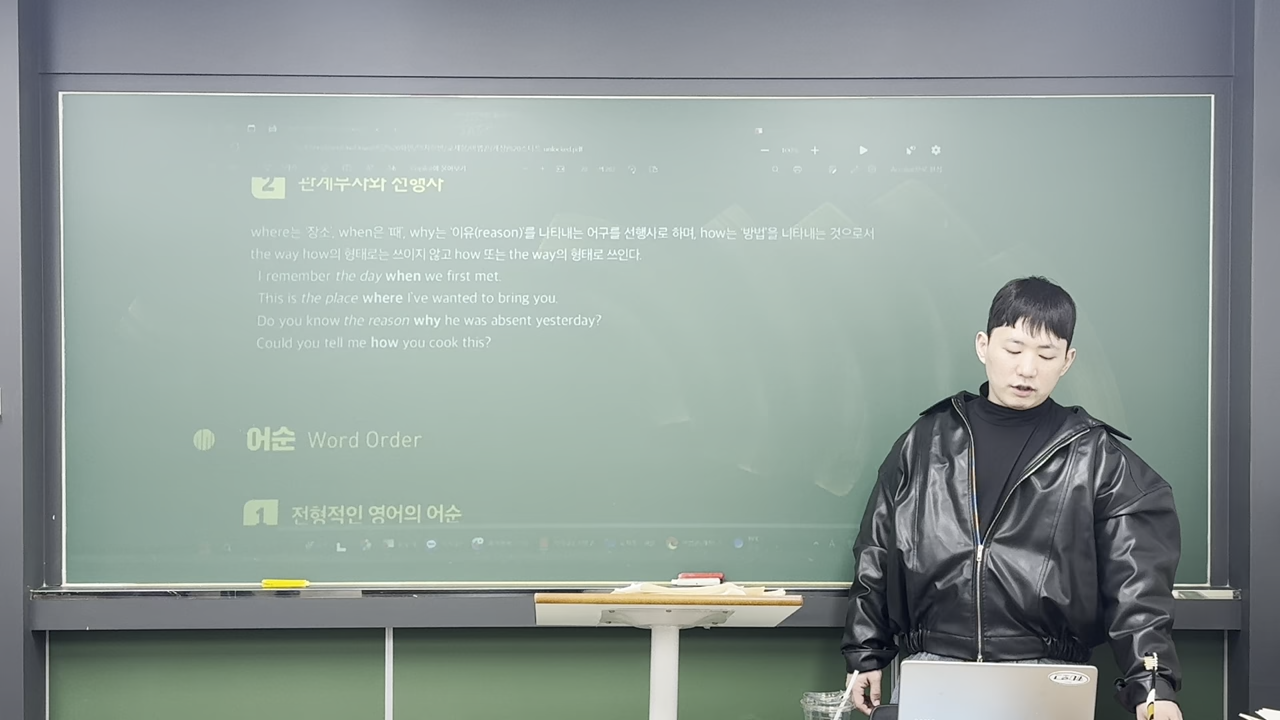 2 관계부사와 선행사
where는 '장소', when은 '때', why는 '이유(reason)'를 나타내는 어구를 선행사로 하며, how는 '방법'을 나타내는 것으로서
the way how의 형태로는 쓰이지 않고 how 또는 the way의 형태로 쓰인다.
I remember the day when we first met.
This is the place where I've wanted to bring you.
Do you know the reason why he was absent yesterday?
Could you tell me how you cook this?
어순 Word Order
1 전형적인 영어의 어순